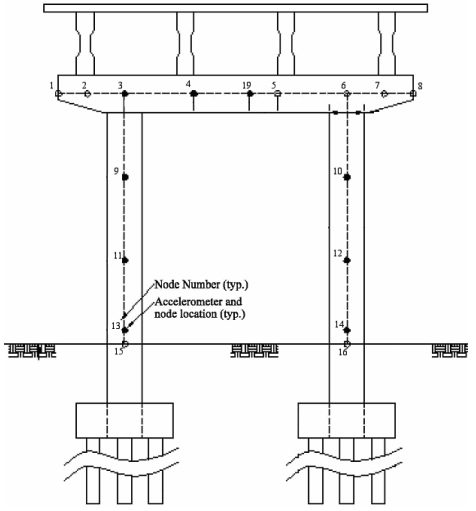 1 2 3 4 19 5 6 7 8
9 10
11 12
Node Number (typ.)
Accelerometer and
node location (typ.)
13 14
15 16